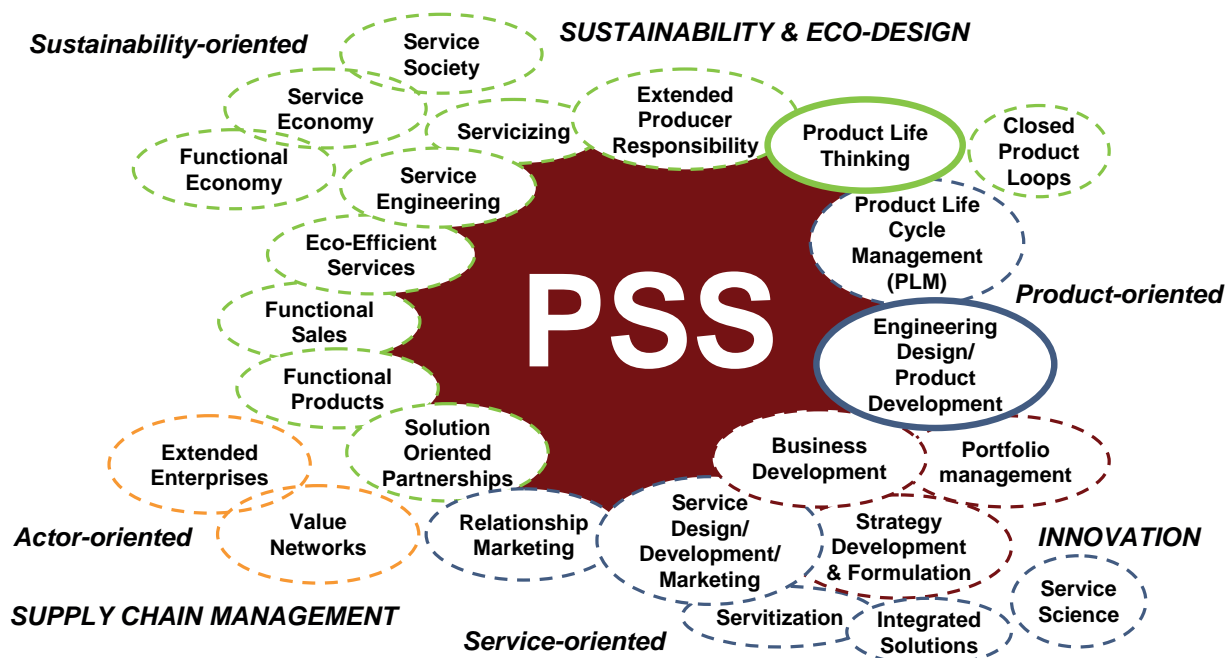 Sustainability-oriented
SUSTAINABILITY & ECO-DESIGN
Service
Society
Service
Economy
Servicizing
Extended
Producer
Responsibility
Product Life
Thinking
Closed
Product
Loops
Functional
Economy
Service
Engineering
Product Life
Cycle
Management
(PLM)
Eco-Efficient
Services
Product-oriented
PSS
Functional
Sales
Engineering
Design/
Product
Development
Functional
Products
Solution
Oriented
Partnerships
Business
Development
Portfolio
management
Extended
Enterprises
Actor-oriented
Value
Networks
Relationship
Marketing
Service
Design/
Development/
Marketing
Strategy
Development
& Formulation
INNOVATION
Service
Science
SUPPLY CHAIN MANAGEMENT
Service-oriented
Servitization
Integrated
Solutions